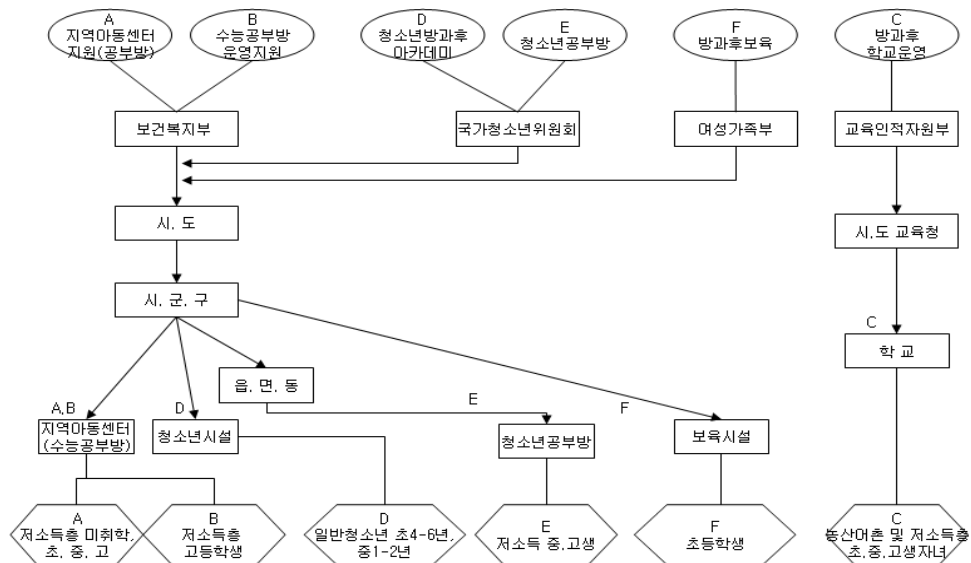 A
지역아동센터
지원(공부방)
B
수능공부방
운영지원
D
청소년방과후
아카데미
E
청소년공부방
F
방과후보육
C
방과후
학교운영
보건복지부
국가청소년위원회
여성가족부
교육인적자원부
시, 도
시,도 교육청
시, 군, 구
C
학 교
읍, 면, 동
A,B
D
E
F
지역아동센터
(수능공부방)
청소년시설
청소년공부방
보육시설
A
저소득층 미취학,
초, 중, 고
B
저소득층
고등학생
D
일반청소년 초4-6년,
중1-2년
E
저소득 중,고생
F
초등학생
C
농산어촌 및 저소득층
초,중,고생자녀